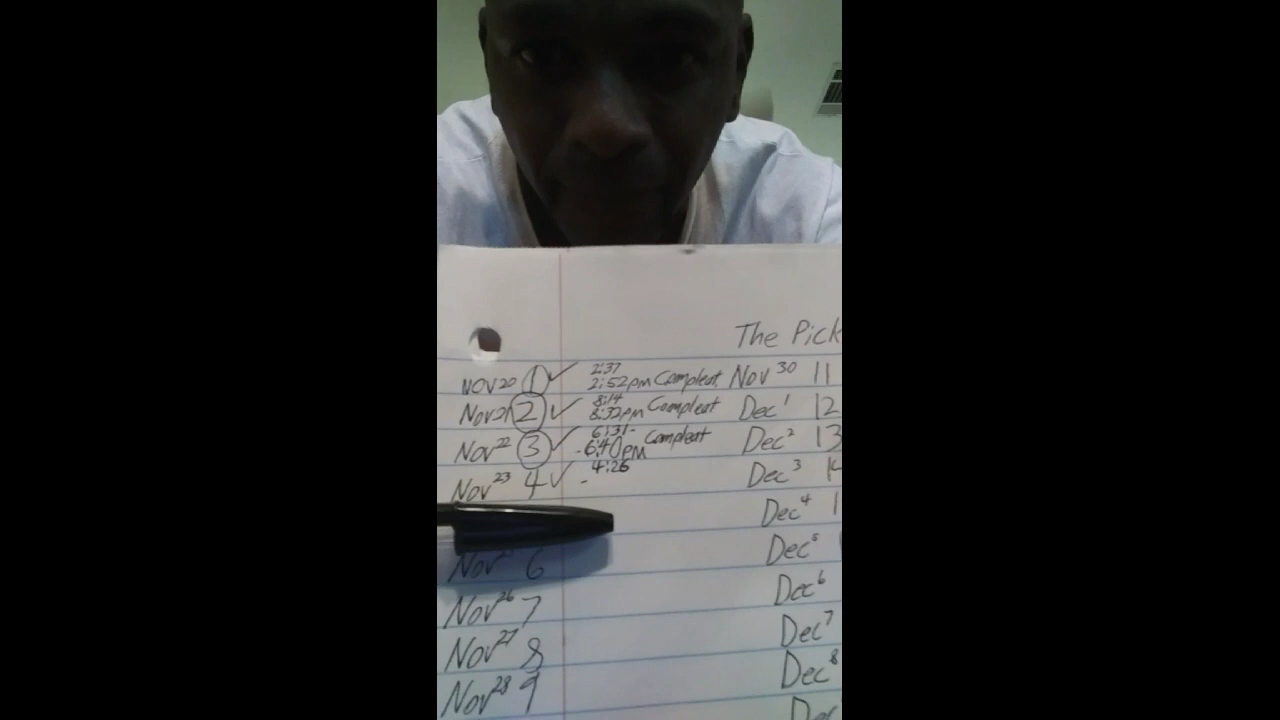 The Pick
Nov 20 1 ✓ 2:37
2:52pm Compleat Nov 30 11
Nov 21 2 ✓ 8:14
8:32pm Compleat Dec 1 12
Nov 22 3 ✓ 6:31-
-6:40pm Compleat Dec 2 13
Nov 23 4 ✓ 4:26
- Dec 3
Dec 4
Nov 6 Dec 5
Nov 26 7 Dec 6
Nov 27 8 Dec 7
Nov 28 9 Dec 8